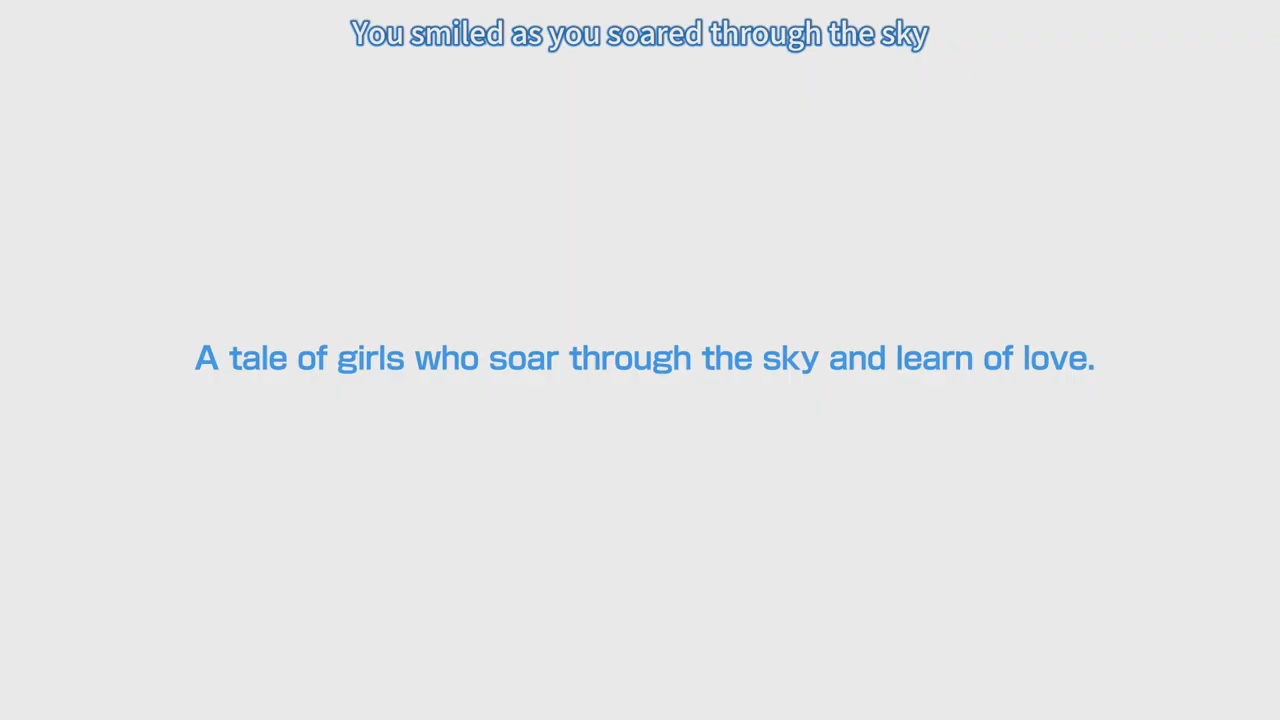 You smiled as you soared through the sky
A tale of girls who soar through the sky and learn of love.